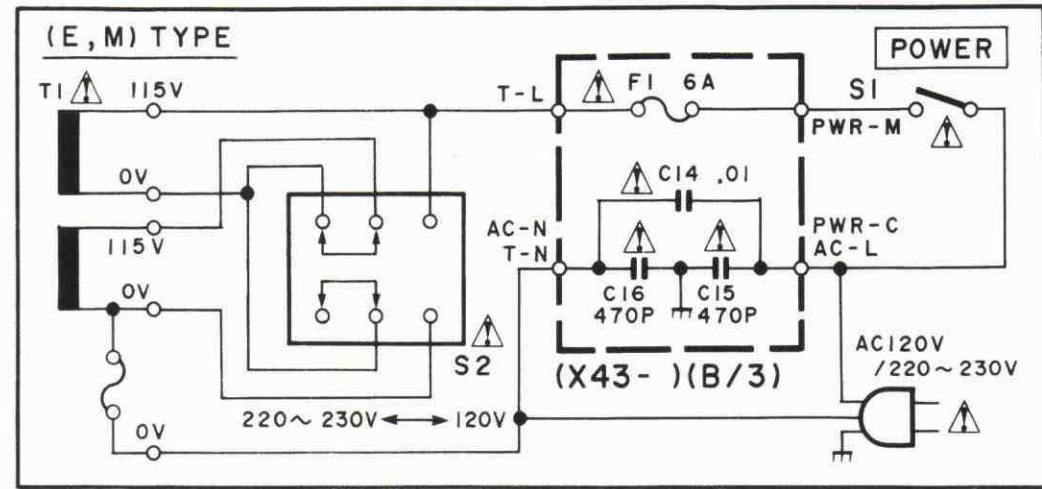 (E,M) TYPE
POWER
T1 115V
T-L
F1 6A
S1
PWR-M
0V
C14 .01
115V
AC-N
T-N
PWR-C
AC-L
0V
C16
470P
C15
470P
S2
AC120V
/220~230V
(X43- )(B/3)
220~230V 120V
0V